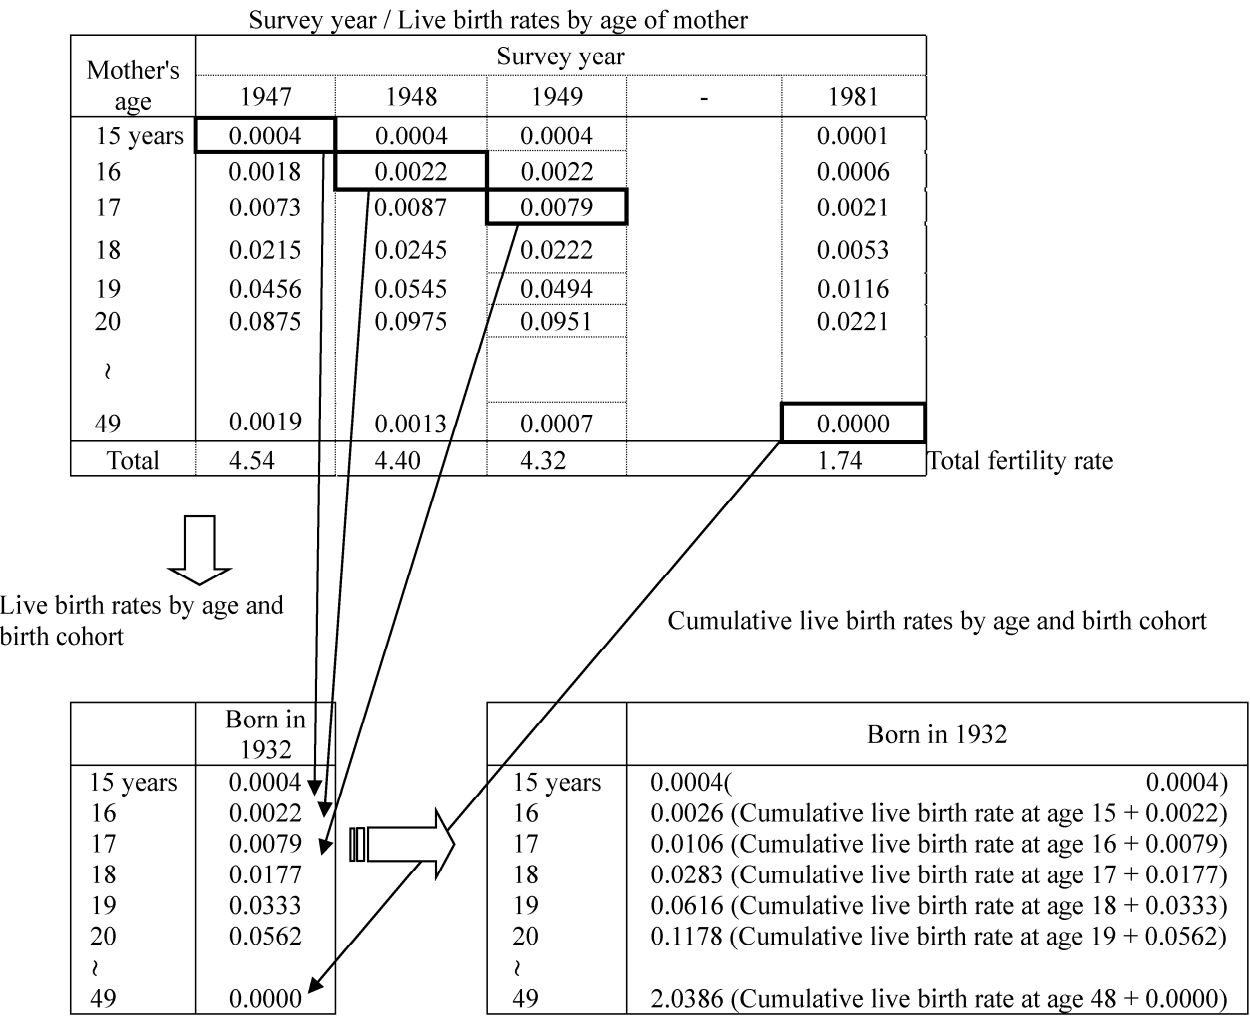 Survey year / Live birth rates by age of mother
Mother's age Survey year
1947 1948 1949 - 1981
15 years 0.0004 0.0004 0.0004 0.0001
16 0.0018 0.0022 0.0022 0.0006
17 0.0073 0.0087 0.0079 0.0021
18 0.0215 0.0245 0.0222 0.0053
19 0.0456 0.0545 0.0494 0.0116
20 0.0875 0.0975 0.0951 0.0221
~
49 0.0019 0.0013 0.0007 0.0000
Total 4.54 4.40 4.32 1.74 Total fertility rate
Live birth rates by age and
birth cohort
Cumulative live birth rates by age and birth cohort
Born in
1932
15 years 0.0004
16 0.0022
17 0.0079
18 0.0177
19 0.0333
20 0.0562
~
49 0.0000
Born in 1932
15 years 0.0004( 0.0004)
16 0.0026 (Cumulative live birth rate at age 15 + 0.0022)
17 0.0106 (Cumulative live birth rate at age 16 + 0.0079)
18 0.0283 (Cumulative live birth rate at age 17 + 0.0177)
19 0.0616 (Cumulative live birth rate at age 18 + 0.0333)
20 0.1178 (Cumulative live birth rate at age 19 + 0.0562)
~
49 2.0386 (Cumulative live birth rate at age 48 + 0.0000)